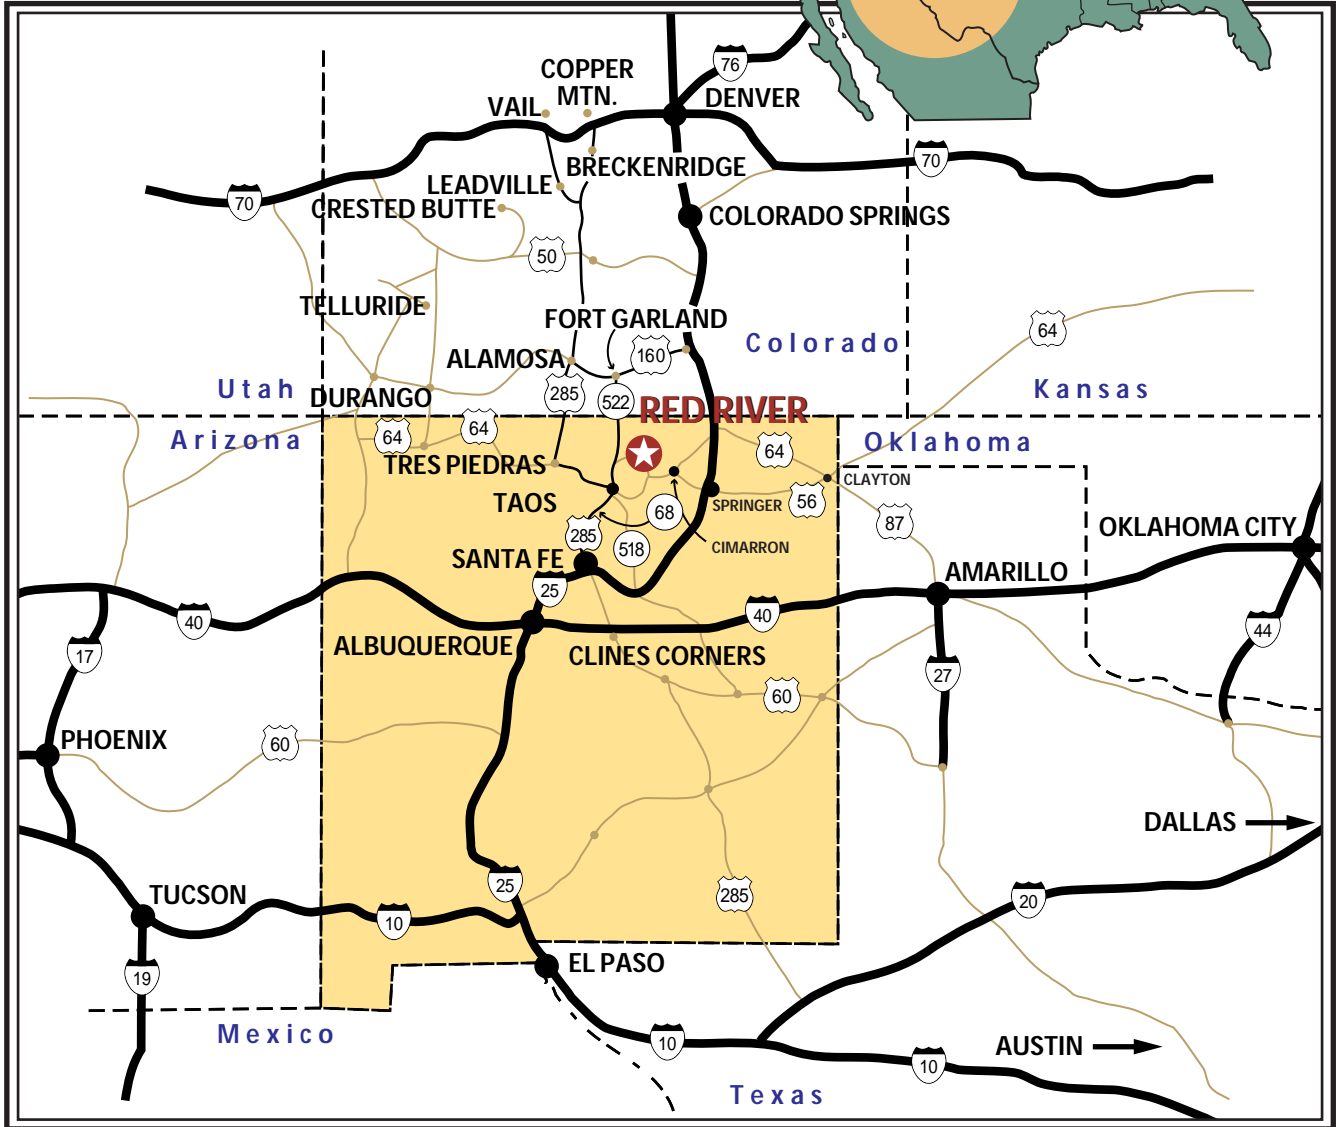 76
COPPER
MTN.
VAIL
DENVER
70
BRECKENRIDGE
LEADVILLE
70
CRESTED BUTTE
COLORADO SPRINGS
50
TELLURIDE
FORT GARLAND
64
Colorado
160
ALAMOSA
Utah
DURANGO
285
522
Kansas
RED RIVER
Arizona
64
64
64
Oklahoma
TRES PIEDRAS
CLAYTON
TAOS
68
SPRINGER
56
87
285
518
CIMARRON
OKLAHOMA CITY
SANTA FE
25
AMARILLO
40
40
44
17
ALBUQUERQUE
CLINES CORNERS
27
60
PHOENIX
60
DALLAS
25
285
TUCSON
10
20
EL PASO
19
Mexico
10
AUSTIN
10
Texas